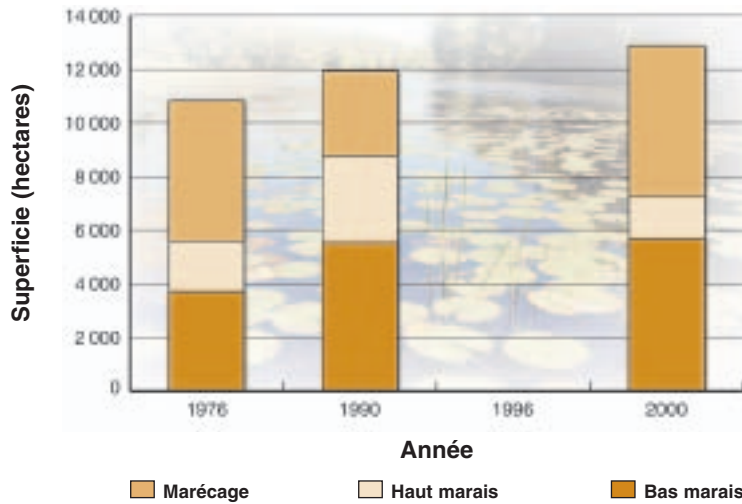 14 000
12 000
10 000
8 000
6 000
4 000
2 000
0
Superficie (hectares)
1976 1990 1996 2000
Année
Marécage Haut marais Bas marais